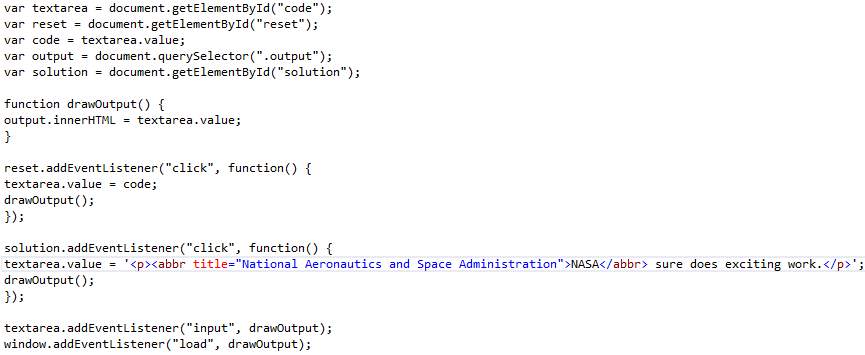 var textarea = document.getElementById("code");
var reset = document.getElementById("reset");
var code = textarea.value;
var output = document.querySelector(".output");
var solution = document.getElementById("solution");
function drawOutput() {
output.innerHTML = textarea.value;
}
reset.addEventListener("click", function() {
textarea.value = code;
drawOutput();
});
solution.addEventListener("click", function() {
textarea.value = '<p><abbr title="National Aeronautics and Space Administration">NASA</abbr> sure does exciting work.</p>';
drawOutput();
});
textarea.addEventListener("input", drawOutput);
window.addEventListener("load", drawOutput);